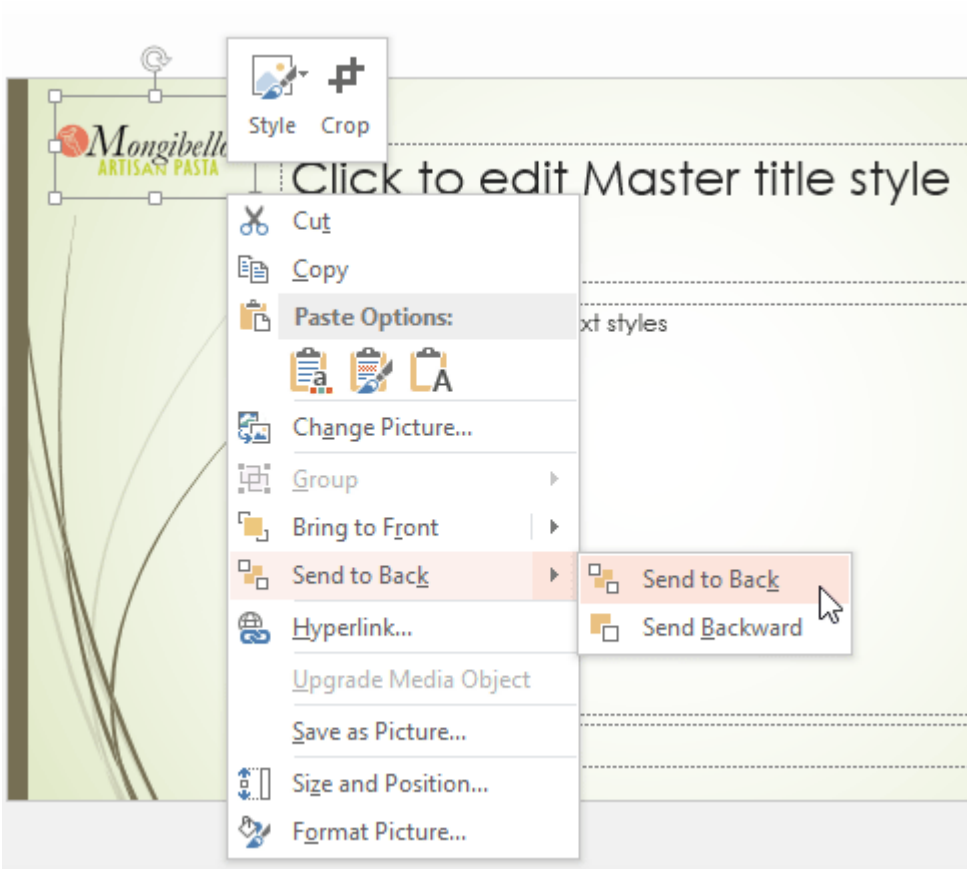 Style Crop
Mongibello
ARTISAN PASTA
Click to edit Master title style
Cut
Copy
Paste Options:
xt styles
Change Picture...
Group
Bring to Front
Send to Back
Send to Back
Send Backward
Hyperlink...
Upgrade Media Object
Save as Picture...
Size and Position...
Format Picture...